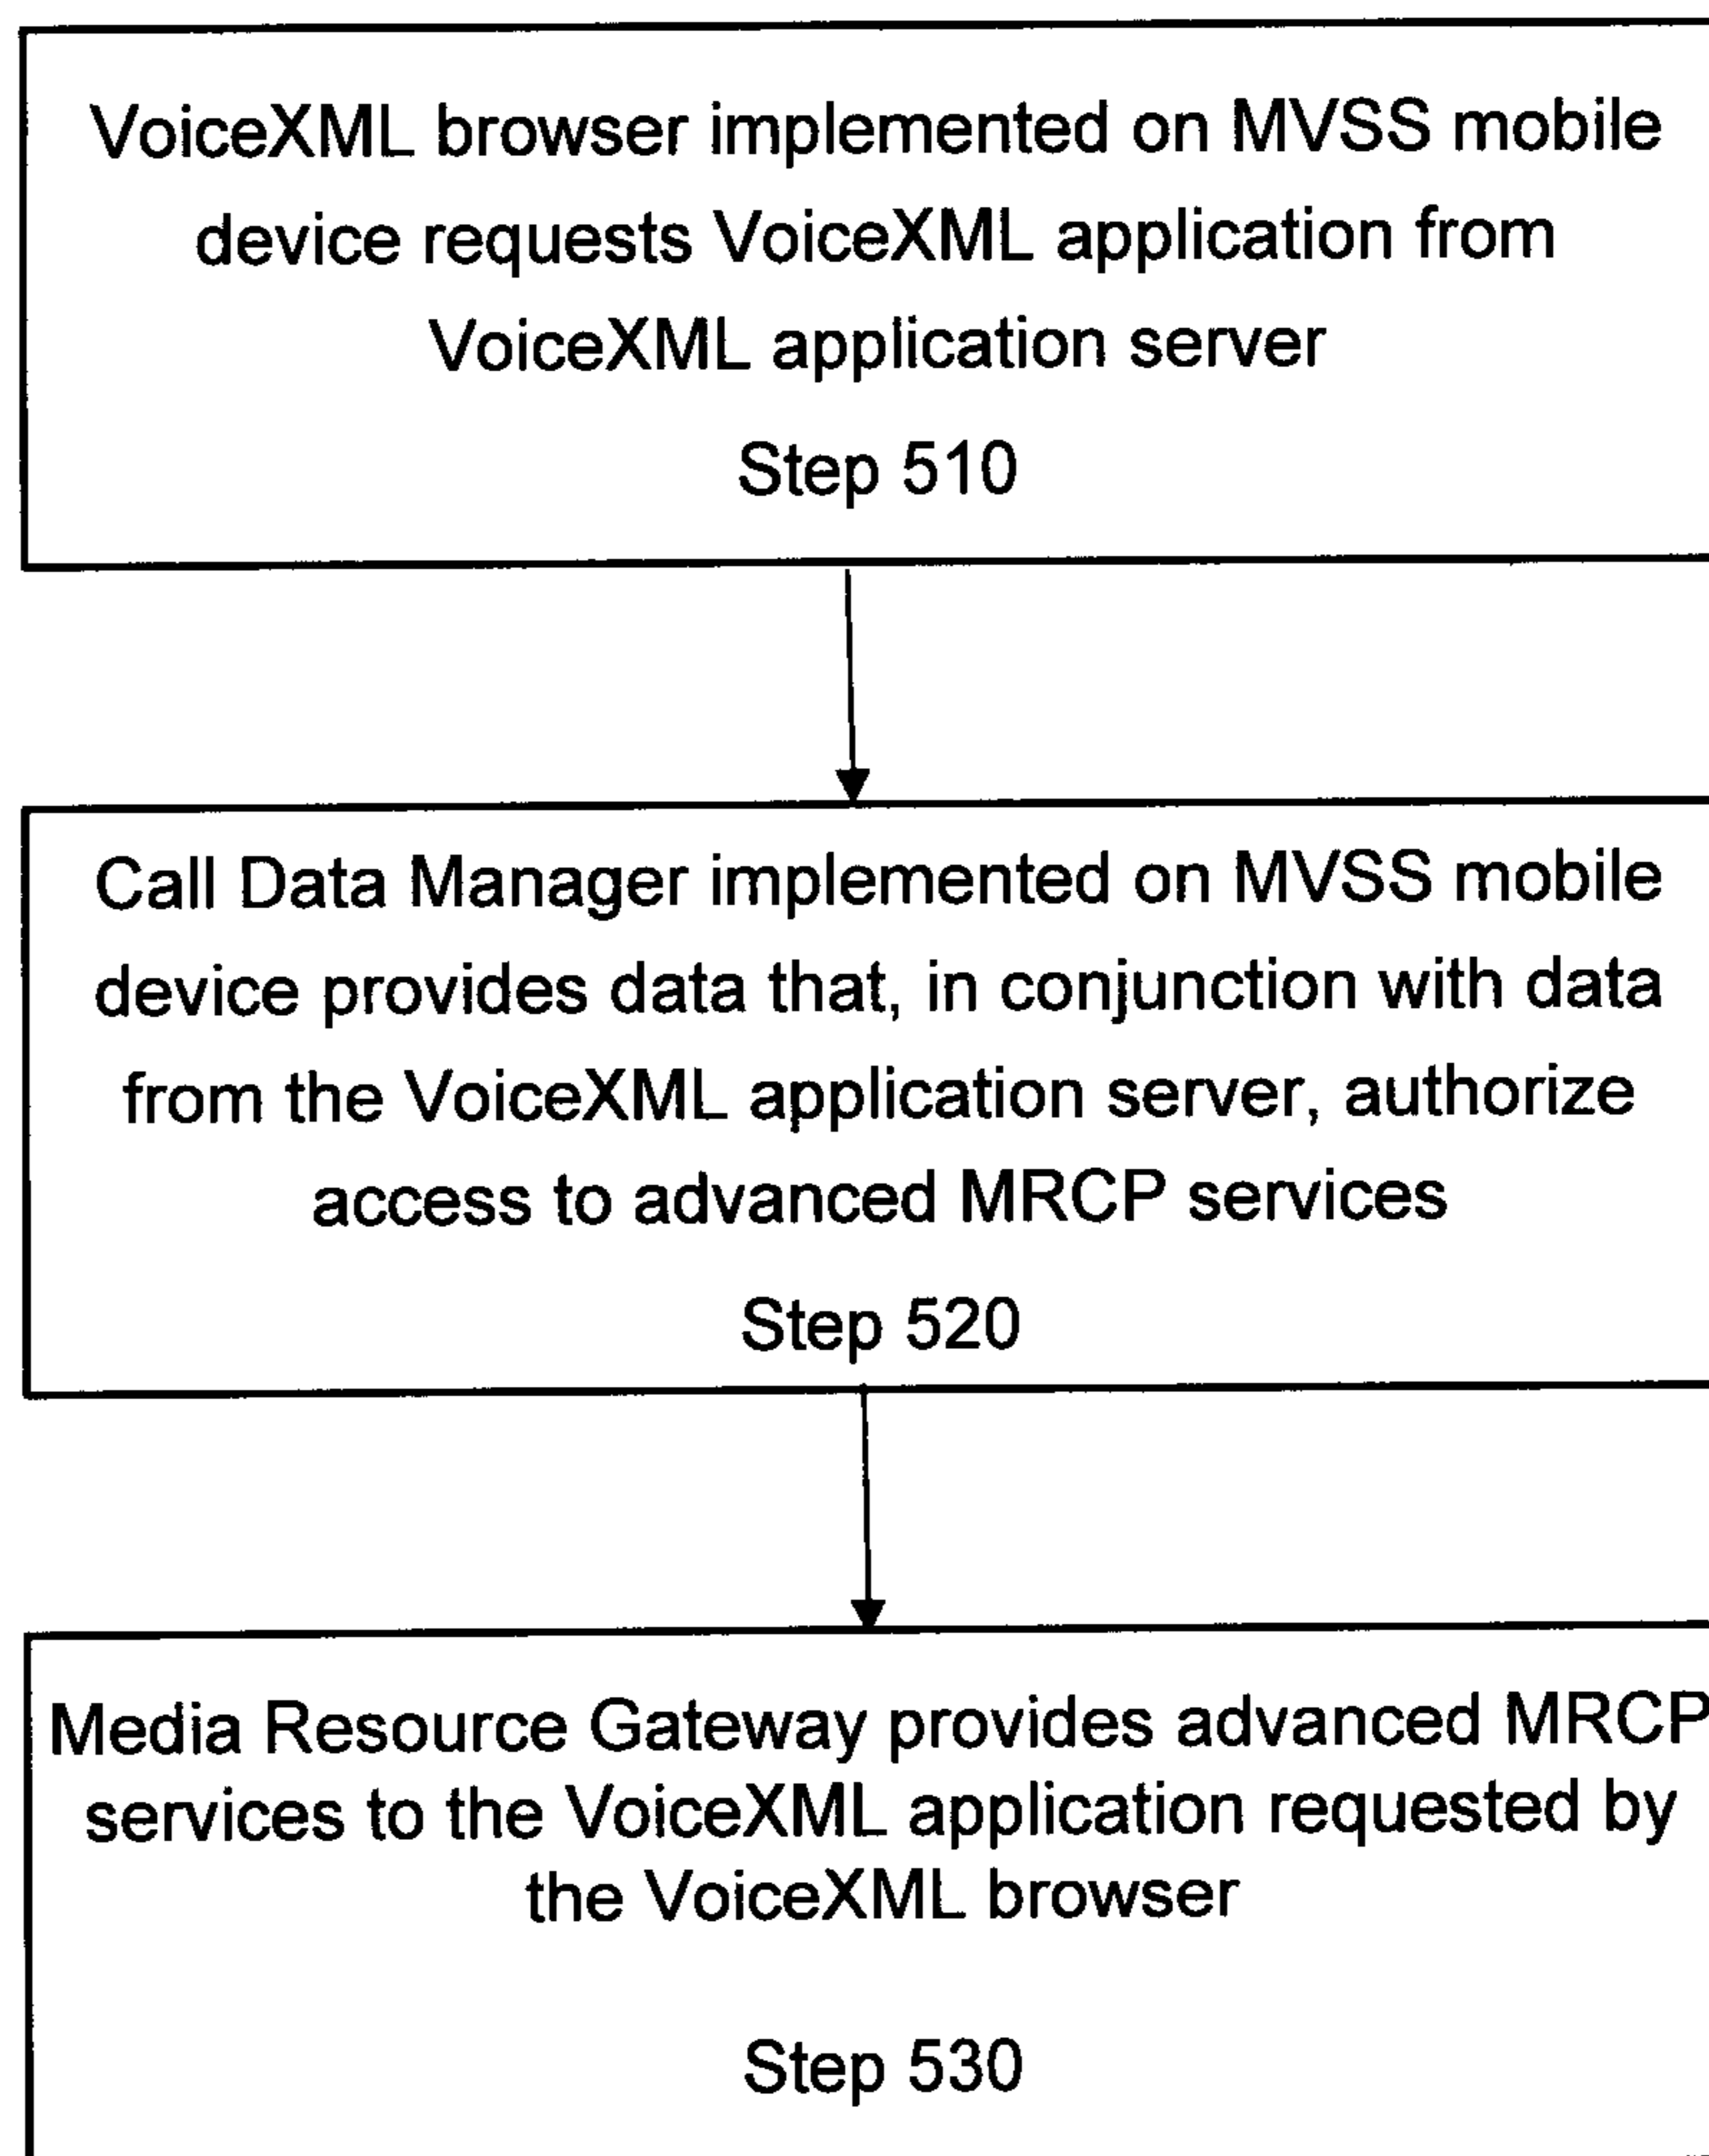 VoiceXML browser implemented on MVSS mobile
device requests VoiceXML application from
VoiceXML application server
Step 510
Call Data Manager implemented on MVSS mobile
device provides data that, in conjunction with data
from the VoiceXML application server, authorize
access to advanced MRCP services
Step 520
Media Resource Gateway provides advanced MRCP
services to the VoiceXML application requested by
the VoiceXML browser
Step 530